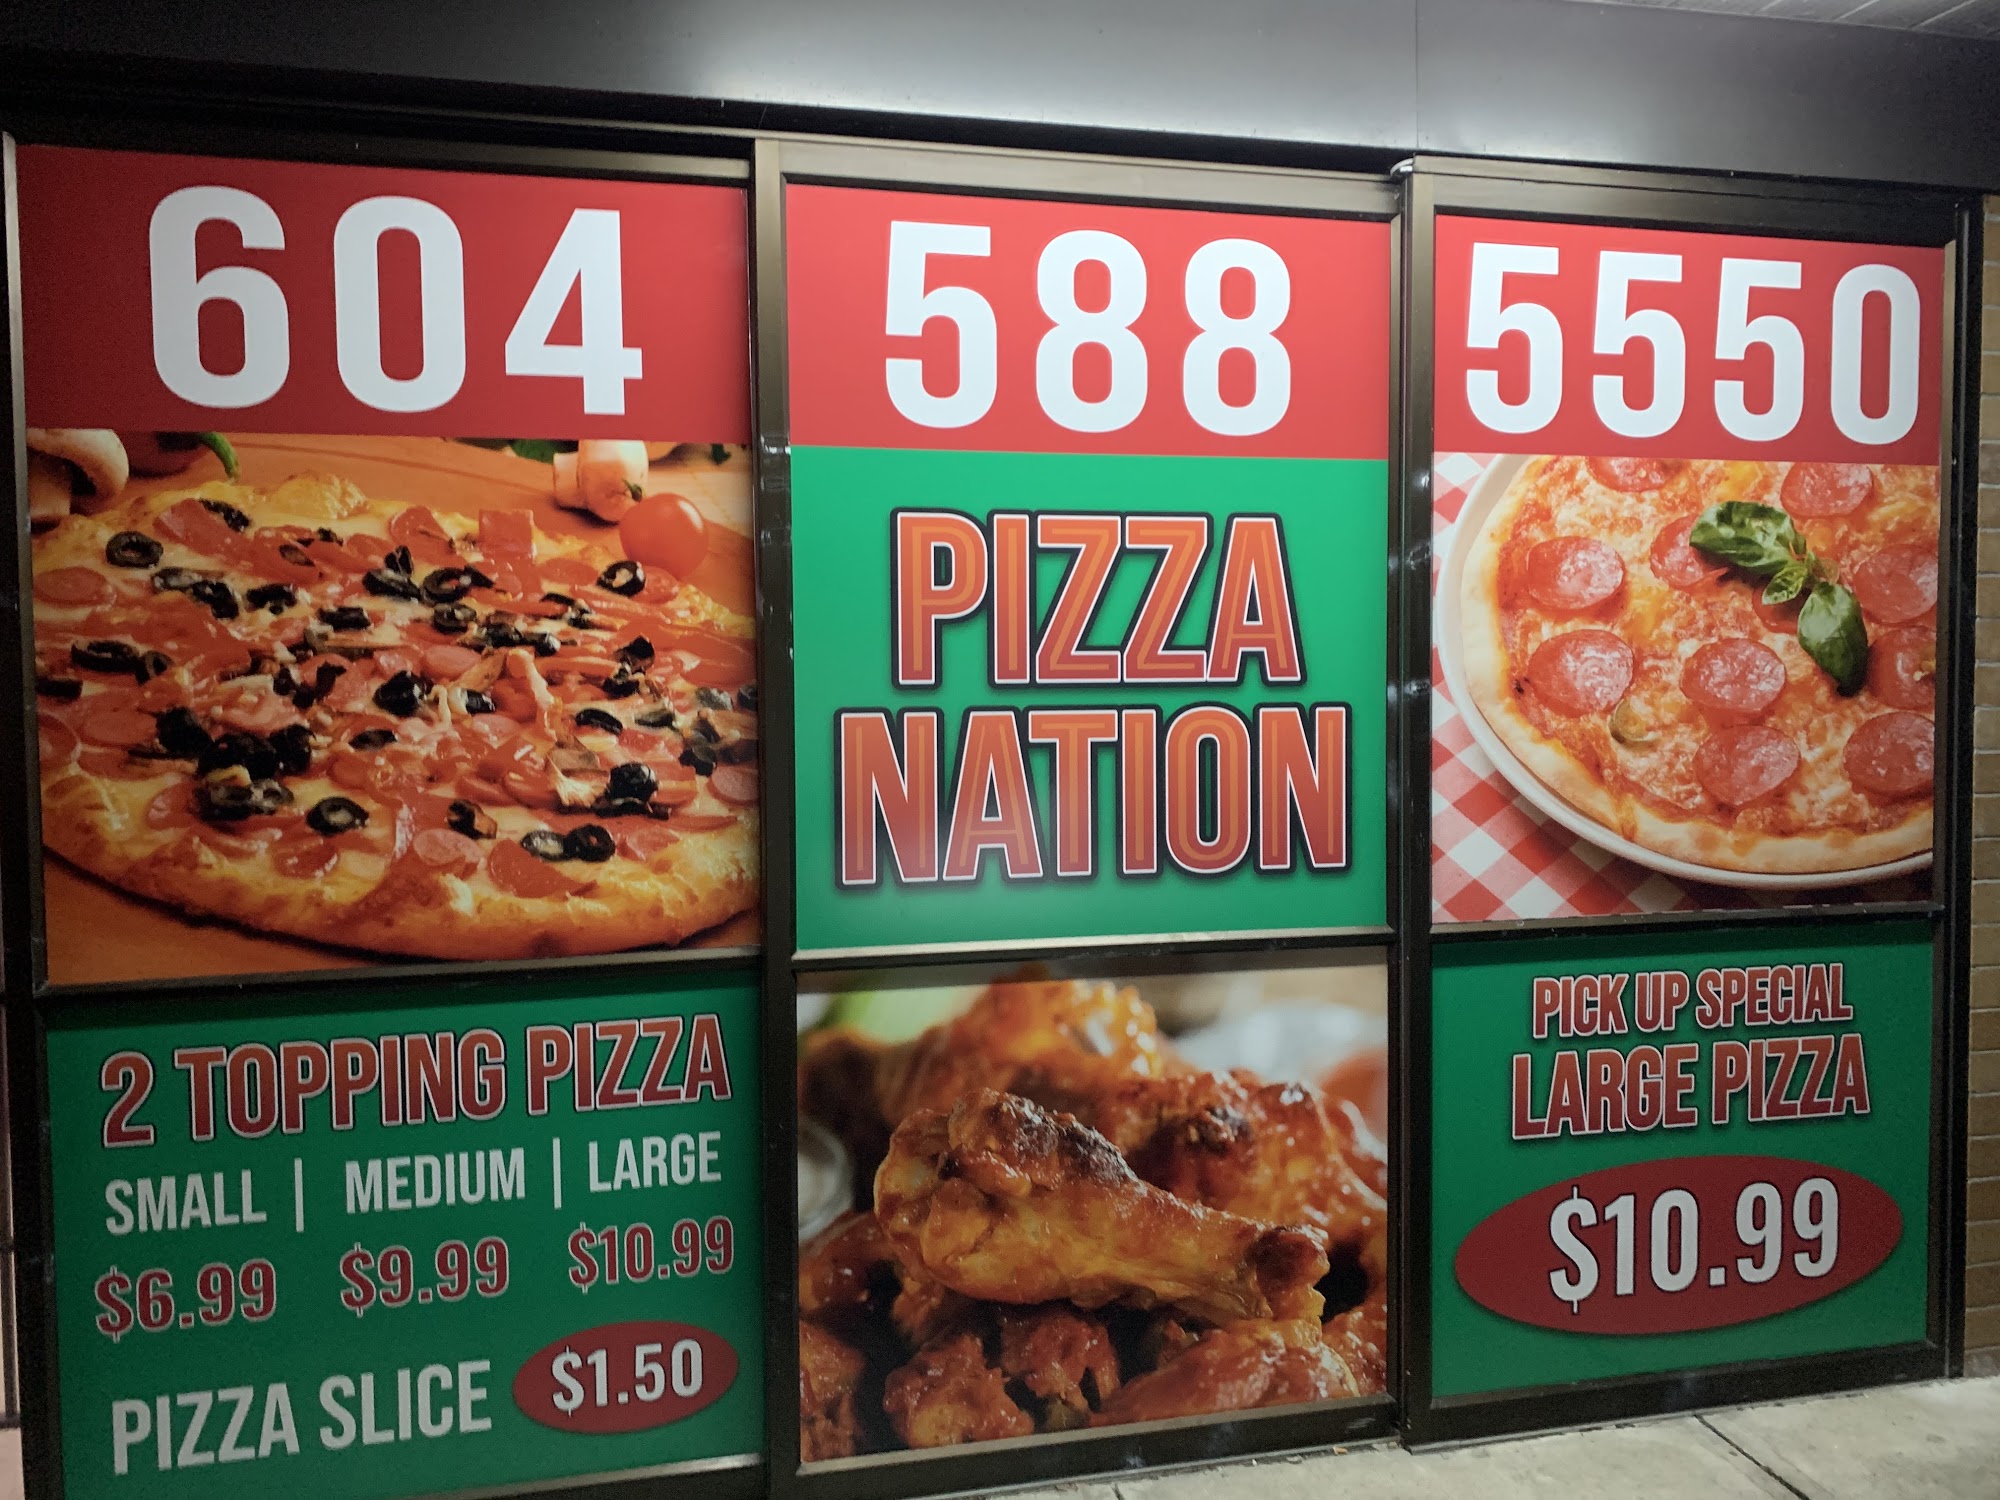 604 588 5550
PIZZA
NATION
2 TOPPING PIZZA
SMALL | MEDIUM | LARGE
$6.99 $9.99 $10.99
PIZZA SLICE $1.50
PICK UP SPECIAL
LARGE PIZZA
$10.99